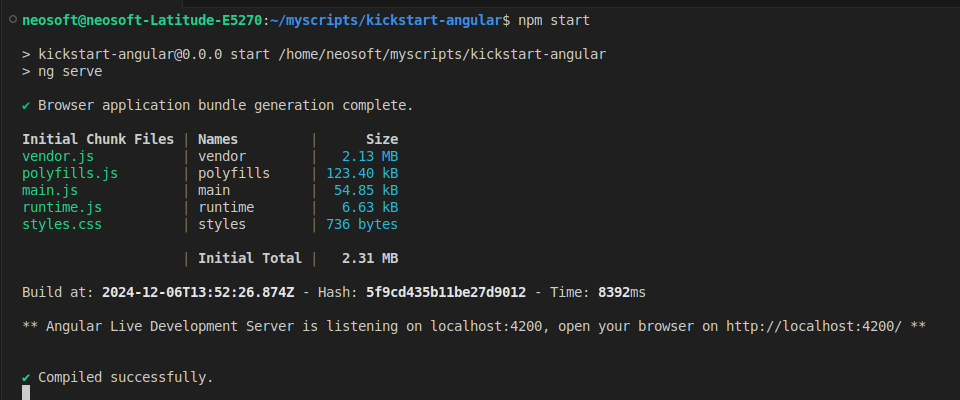 neosoft@neosoft-Latitude-E5270:~/myscripts/kickstart-angular$ npm start
> kickstart-angular@0.0.0 start /home/neosoft/myscripts/kickstart-angular
> ng serve
✔ Browser application bundle generation complete.
Initial Chunk Files | Names         |      Size
vendor.js           | vendor        |   2.13 MB
polyfills.js        | polyfills     | 123.40 kB
main.js             | main          |  54.85 kB
runtime.js          | runtime       |   6.63 kB
styles.css          | styles        | 736 bytes
                    | Initial Total |   2.31 MB
Build at: 2024-12-06T13:52:26.874Z - Hash: 5f9cd435b11be27d9012 - Time: 8392ms
** Angular Live Development Server is listening on localhost:4200, open your browser on http://localhost:4200/ **
✔ Compiled successfully.